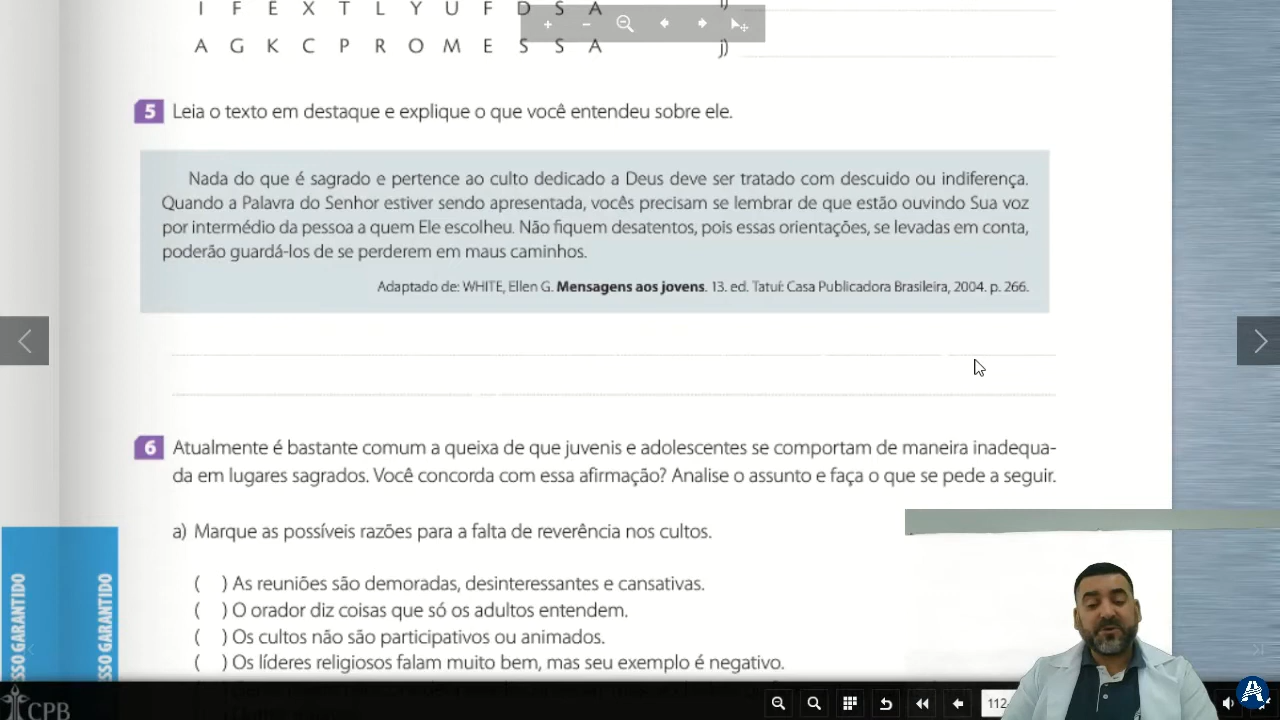 I F E X T L Y U F D S A
A G K C P R O M E S S A
j)
5 Leia o texto em destaque e explique o que você entendeu sobre ele.
Nada do que é sagrado e pertence ao culto dedicado a Deus deve ser tratado com descuido ou indiferença.
Quando a Palavra do Senhor estiver sendo apresentada, vocês precisam se lembrar de que estão ouvindo Sua voz
por intermédio da pessoa a quem Ele escolheu. Não fiquem desatentos, pois essas orientações, se levadas em conta,
poderão guardá-los de se perderem em maus caminhos.
Adaptado de: WHITE, Ellen G. Mensagens aos jovens. 13. ed. Tatuí: Casa Publicadora Brasileira, 2004. p. 266.
6 Atualmente é bastante comum a queixa de que juvenis e adolescentes se comportam de maneira inadequa-
da em lugares sagrados. Você concorda com essa afirmação? Analise o assunto e faça o que se pede a seguir.
a) Marque as possíveis razões para a falta de reverência nos cultos.
( ) As reuniões são demoradas, desinteressantes e cansativas.
( ) O orador diz coisas que só os adultos entendem.
( ) Os cultos não são participativos ou animados.
( ) Os líderes religiosos falam muito bem, mas seu exemplo é negativo.
SSO GARANTIDO
SSO GARANTIDO
CPB
112